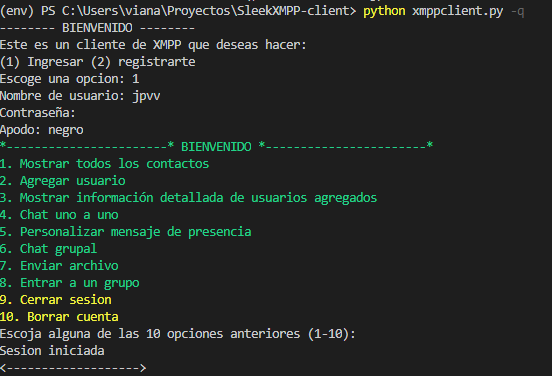 (env) PS C:\Users\viana\Proyectos\SleekXMPP-client> python xmppclient.py -q
-------- BIENVENIDO --------
Este es un cliente de XMPP que deseas hacer:
(1) Ingresar (2) registrarte
Escoge una opcion: 1
Nombre de usuario: jpvv
Contraseña:
Apodo: negro
*-----------------------* BIENVENIDO *-----------------------*
1. Mostrar todos los contactos
2. Agregar usuario
3. Mostrar información detallada de usuarios agregados
4. Chat uno a uno
5. Personalizar mensaje de presencia
6. Chat grupal
7. Enviar archivo
8. Entrar a un grupo
9. Cerrar sesion
10. Borrar cuenta
Escoja alguna de las 10 opciones anteriores (1-10):
Sesion iniciada
<------------------->